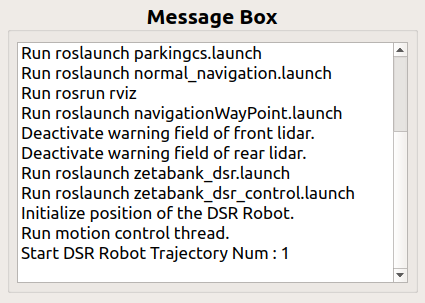 Message Box
Run roslaunch parkingcs.launch
Run roslaunch normal_navigation.launch
Run rosrun rviz
Run roslaunch navigationWayPoint.launch
Deactivate warning field of front lidar.
Deactivate warning field of rear lidar.
Run roslaunch zetabank_dsr.launch
Run roslaunch zetabank_dsr_control.launch
Initialize position of the DSR Robot.
Run motion control thread.
Start DSR Robot Trajectory Num : 1